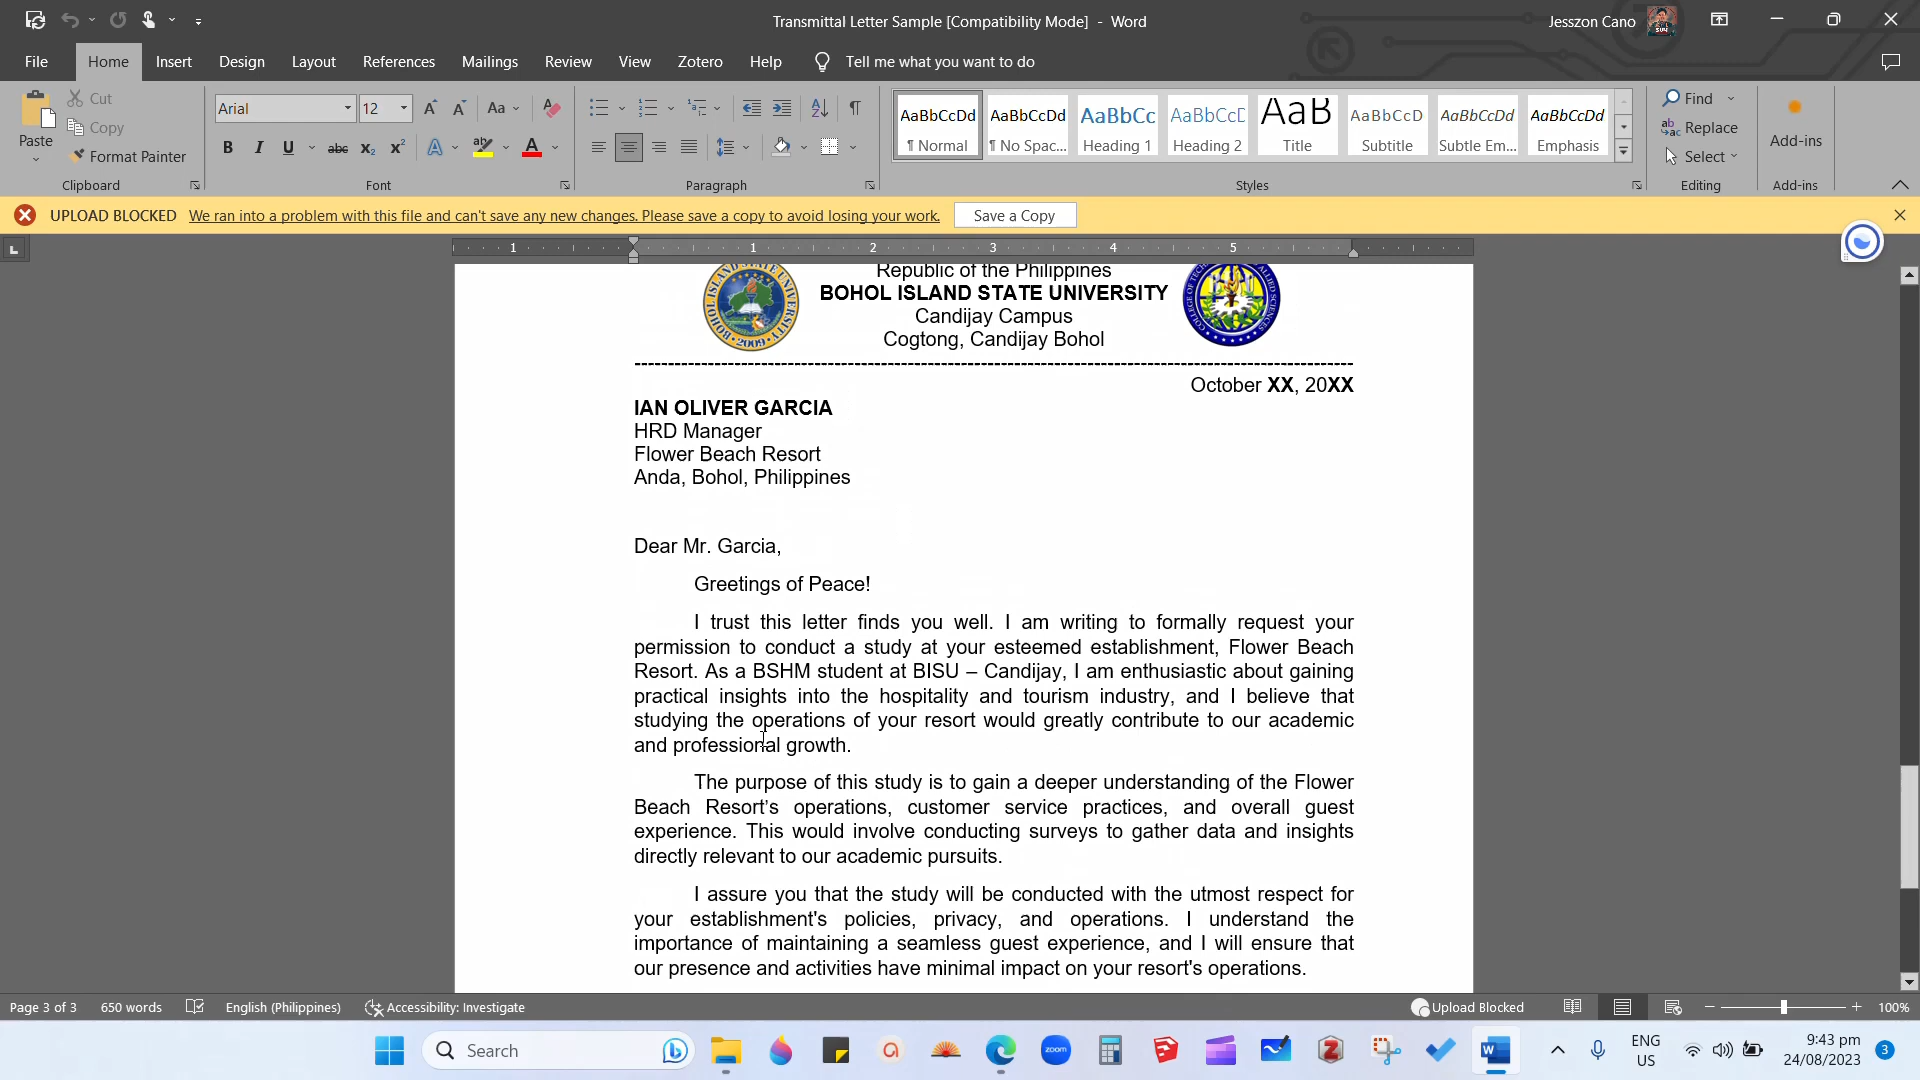 Transmittal Letter Sample [Compatibility Mode] - Word
Jesszon Cano
File Home Insert Design Layout References Mailings Review View Zotero Help Tell me what you want to do
Paste
Cut
Copy
Format Painter
Clipboard
Arial 12
Font
Paragraph
AaBbCcDd ¶ Normal
AaBbCcDd ¶ No Spac...
AaBbCc Heading 1
AaBbCcD Heading 2
AaB Title
AaBbCcD Subtitle
AaBbCcDd Subtle Em...
AaBbCcDd Emphasis
Styles
Find
Replace
Select
Editing
Add-ins
Add-ins
UPLOAD BLOCKED We ran into a problem with this file and can't save any new changes. Please save a copy to avoid losing your work. Save a Copy
1 1 2 3 4 5
Republic of the Philippines
BOHOL ISLAND STATE UNIVERSITY
Candijay Campus
Cogtong, Candijay Bohol
October XX, 20XX
IAN OLIVER GARCIA
HRD Manager
Flower Beach Resort
Anda, Bohol, Philippines
Dear Mr. Garcia,
Greetings of Peace!
I trust this letter finds you well. I am writing to formally request your
permission to conduct a study at your esteemed establishment, Flower Beach
Resort. As a BSHM student at BISU – Candijay, I am enthusiastic about gaining
practical insights into the hospitality and tourism industry, and I believe that
studying the operations of your resort would greatly contribute to our academic
and professional growth.
The purpose of this study is to gain a deeper understanding of the Flower
Beach Resort's operations, customer service practices, and overall guest
experience. This would involve conducting surveys to gather data and insights
directly relevant to our academic pursuits.
I assure you that the study will be conducted with the utmost respect for
your establishment's policies, privacy, and operations. I understand the
importance of maintaining a seamless guest experience, and I will ensure that
our presence and activities have minimal impact on your resort's operations.
Page 3 of 3 650 words English (Philippines) Accessibility: Investigate Upload Blocked 100%
Search
zoom
ENG
US
9:43 pm
24/08/2023
3